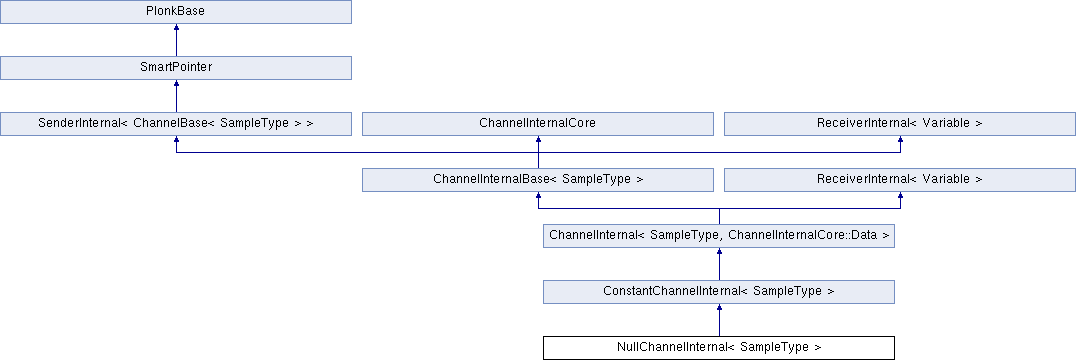 PlonkBase
SmartPointer
SenderInternal< ChannelBase< SampleType > >
ChannelInternalCore
ReceiverInternal< Variable >
ChannelInternalBase< SampleType >
ReceiverInternal< Variable >
ChannelInternal< SampleType, ChannelInternalCore::Data >
ConstantChannelInternal< SampleType >
NullChannelInternal< SampleType >